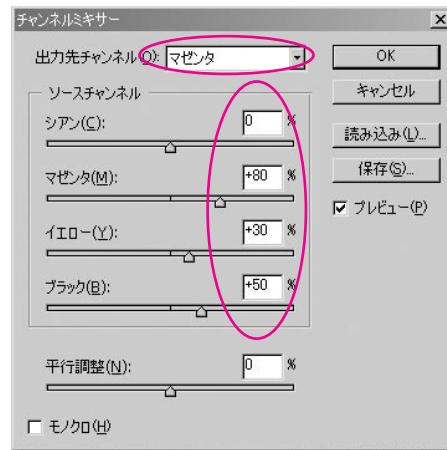 チャンネルミキサー
出力先チャンネル(O): マゼンタ
ソースチャンネル
シアン(C): 0 %
マゼンタ(M): +80 %
イエロー(Y): +30 %
ブラック(B): +50 %
平行調整(N): 0 %
モノクロ(H)
OK
キャンセル
読み込み(L)...
保存(S)...
プレビュー(P)